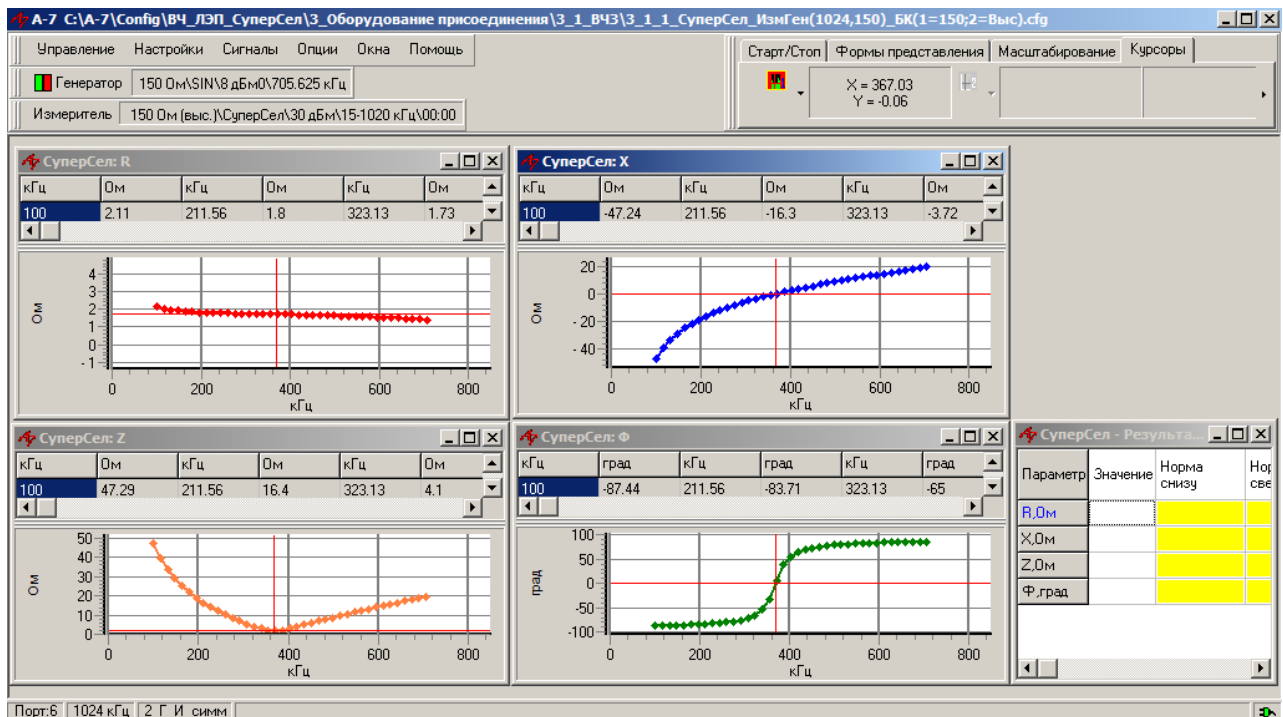 А-7 C:\A-7\Config\ВЧ_ЛЭП_СуперСел\3_Оборудование присоединения\3_1_ВЧЗ\3_1_1_СуперСел_ИзмГен(1024,150)_БК(1=150;2=Выс).cfg
Управление Настройки Сигналы Опции Окна Помощь
Старт/Стоп Формы представления Масштабирование Курсоры
Генератор 150 Ом\SIN\8 дБм0\705.625 кГц
X = 367.03
Y = -0.06
Измеритель 150 Ом (выс.)\СуперСел\30 дБм\15-1020 кГц\00:00
СуперСел: R
кГц Ом кГц Ом кГц Ом
100 2.11 211.56 1.8 323.13 1.73
Ом
4
3
2
1
0
-1
0 200 400 600 800
кГц
СуперСел: X
кГц Ом кГц Ом кГц Ом
100 -47.24 211.56 -16.3 323.13 -3.72
Ом
20
0
-20
-40
0 200 400 600 800
кГц
СуперСел: Z
кГц Ом кГц Ом кГц Ом
100 47.29 211.56 16.4 323.13 4.1
Ом
50
40
30
20
10
0
0 200 400 600 800
кГц
СуперСел: Ф
кГц град кГц град кГц град
100 -87.44 211.56 -83.71 323.13 -65
град
100
50
0
-50
-100
0 200 400 600 800
кГц
СуперСел - Результа...
Параметр Значение Норма снизу Нор
све
R,Ом
X,Ом
Z,Ом
Ф,град
Порт:6 1024 кГц 2 Г И симм